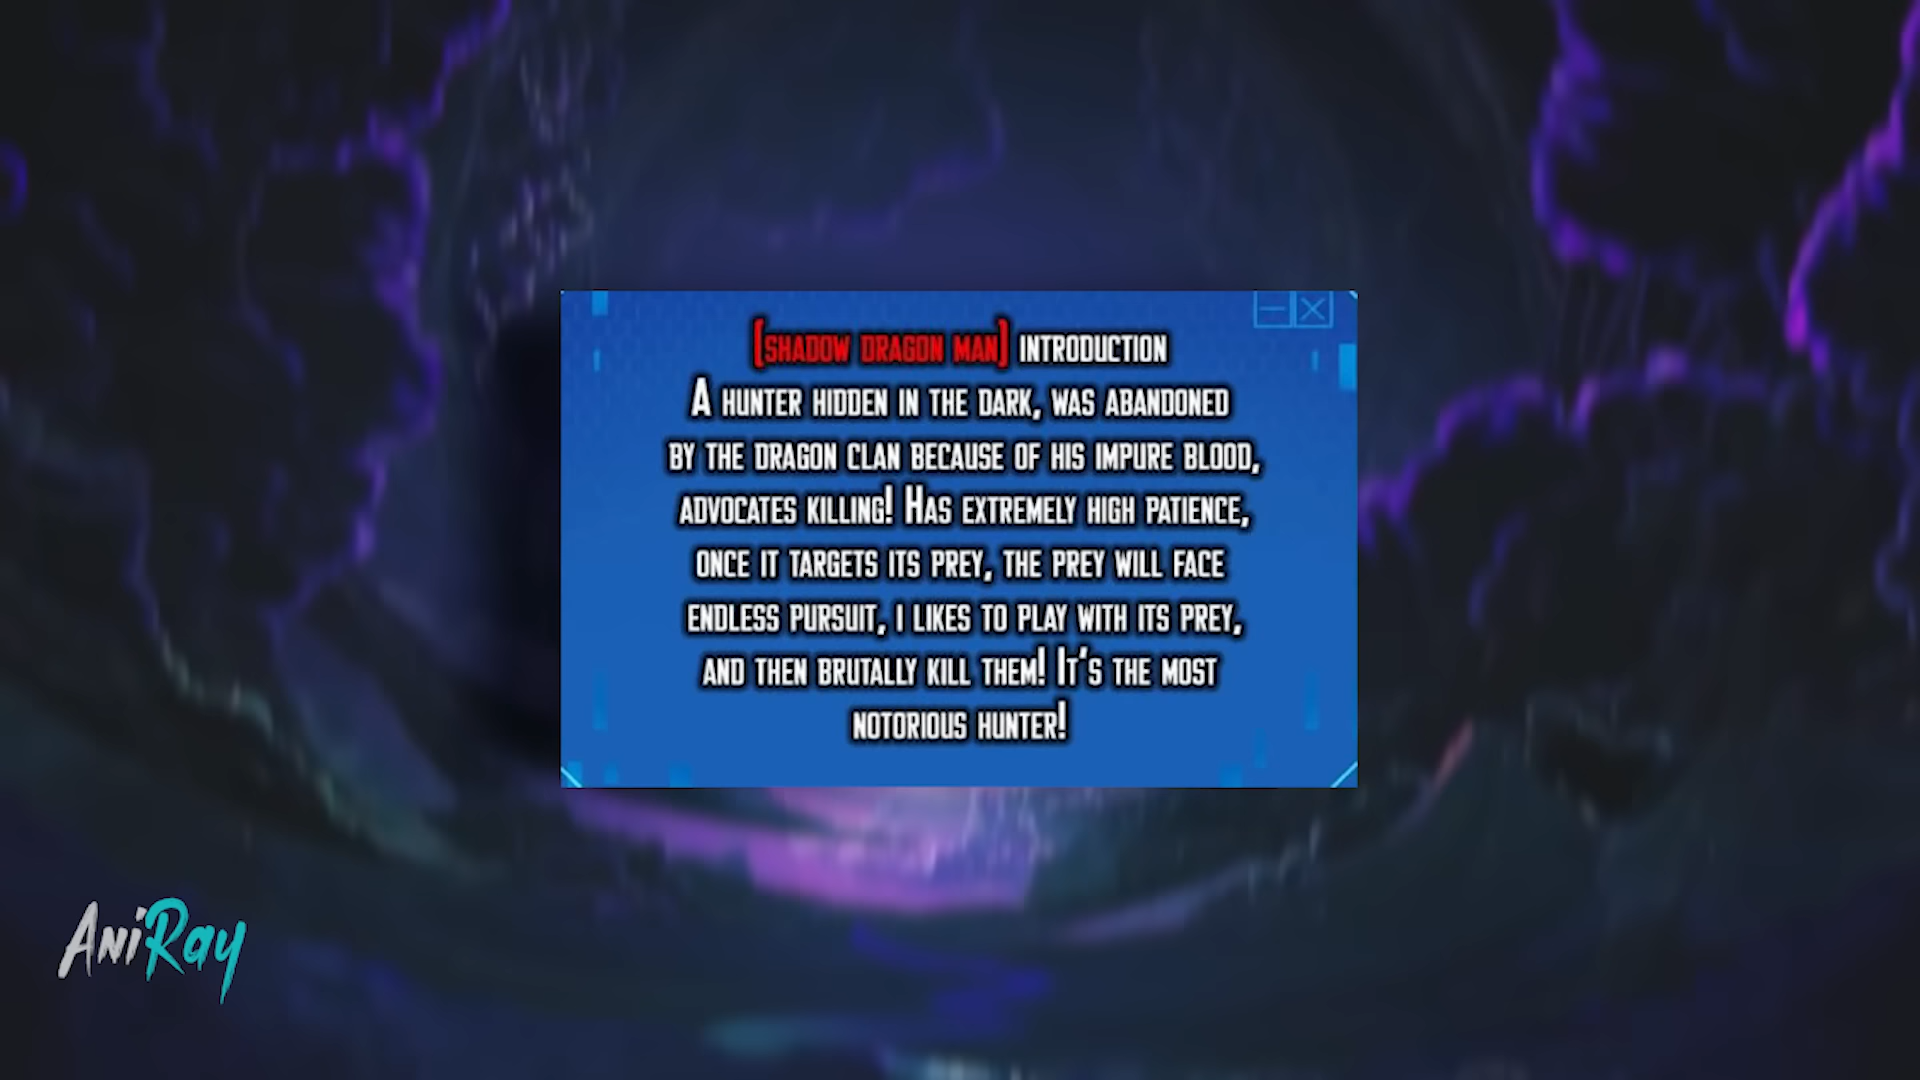 [SHADOW DRAGON MAN] INTRODUCTION
A HUNTER HIDDEN IN THE DARK, WAS ABANDONED
BY THE DRAGON CLAN BECAUSE OF HIS IMPURE BLOOD,
ADVOCATES KILLING! HAS EXTREMELY HIGH PATIENCE,
ONCE IT TARGETS ITS PREY, THE PREY WILL FACE
ENDLESS PURSUIT, I LIKES TO PLAY WITH ITS PREY,
AND THEN BRUTALLY KILL THEM! IT'S THE MOST
NOTORIOUS HUNTER!
AniRay